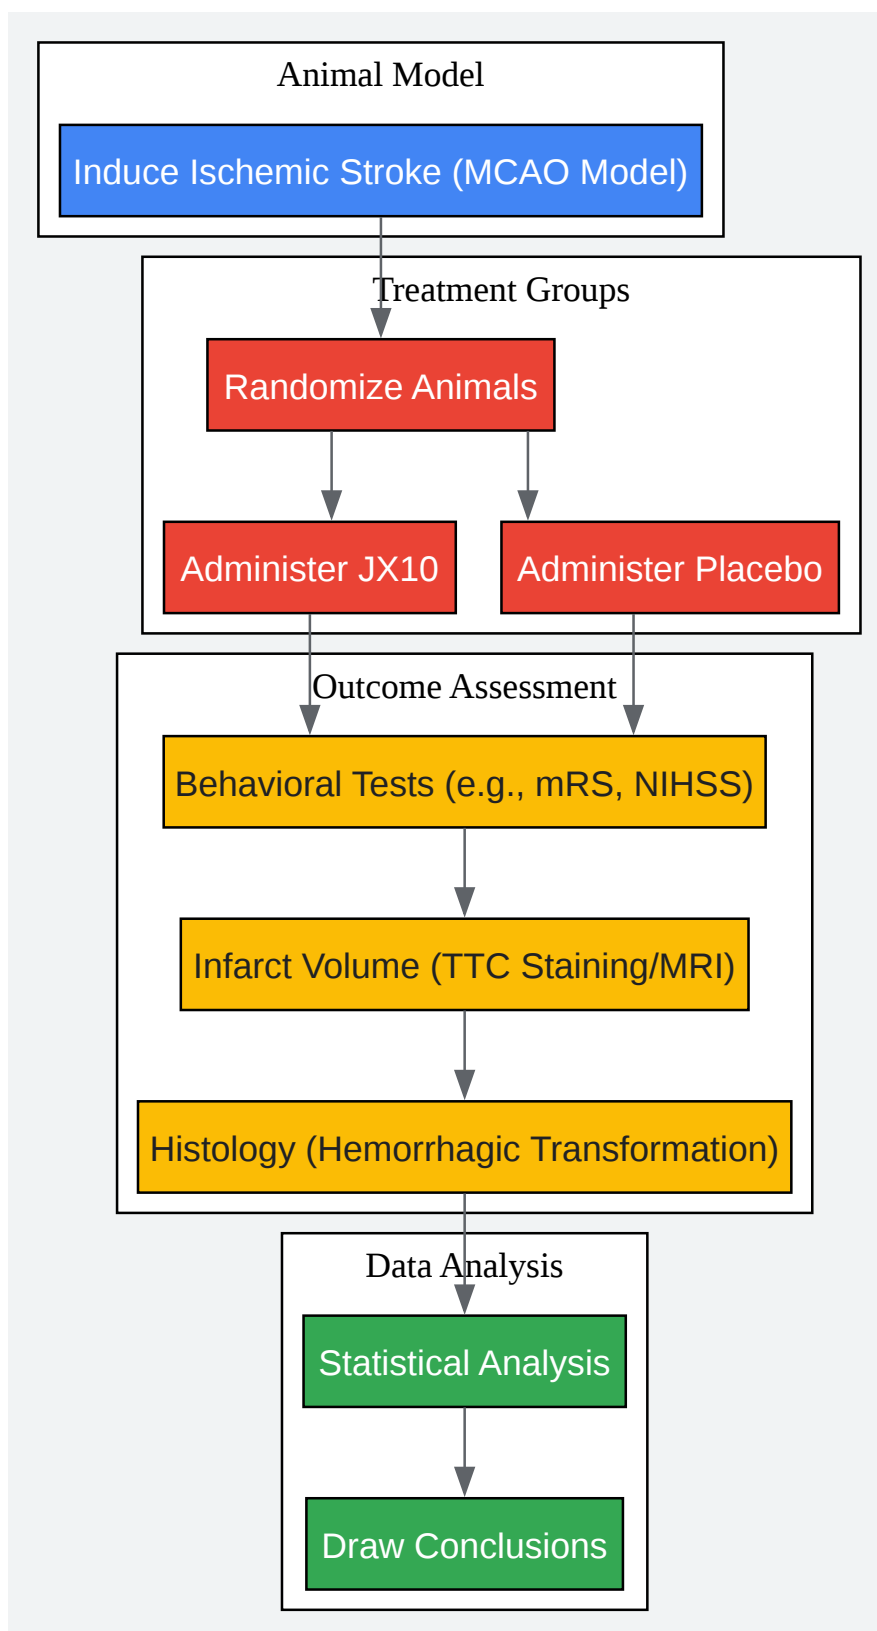 Animal Model
Induce Ischemic Stroke (MCAO Model)
Treatment Groups
Randomize Animals
Administer JX10
Administer Placebo
Outcome Assessment
Behavioral Tests (e.g., mRS, NIHSS)
Infarct Volume (TTC Staining/MRI)
Histology (Hemorrhagic Transformation)
Data Analysis
Statistical Analysis
Draw Conclusions